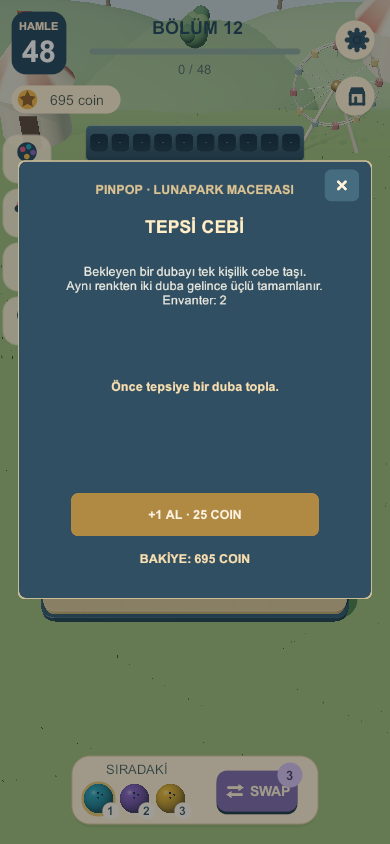 HAMLE
48
BÖLÜM 12
0 / 48
695 coin
PINPOP · LUNAPARK MACERASI
×
TEPSİ CEBİ
Bekleyen bir dubayı tek kişilik cebe taşı.
Aynı renkten iki duba gelince üçlü tamamlanır.
Envanter: 2
Önce tepsiye bir duba topla.
+1 AL · 25 COIN
BAKİYE: 695 COIN
SIRADAKİ
1
2
3
SWAP
3